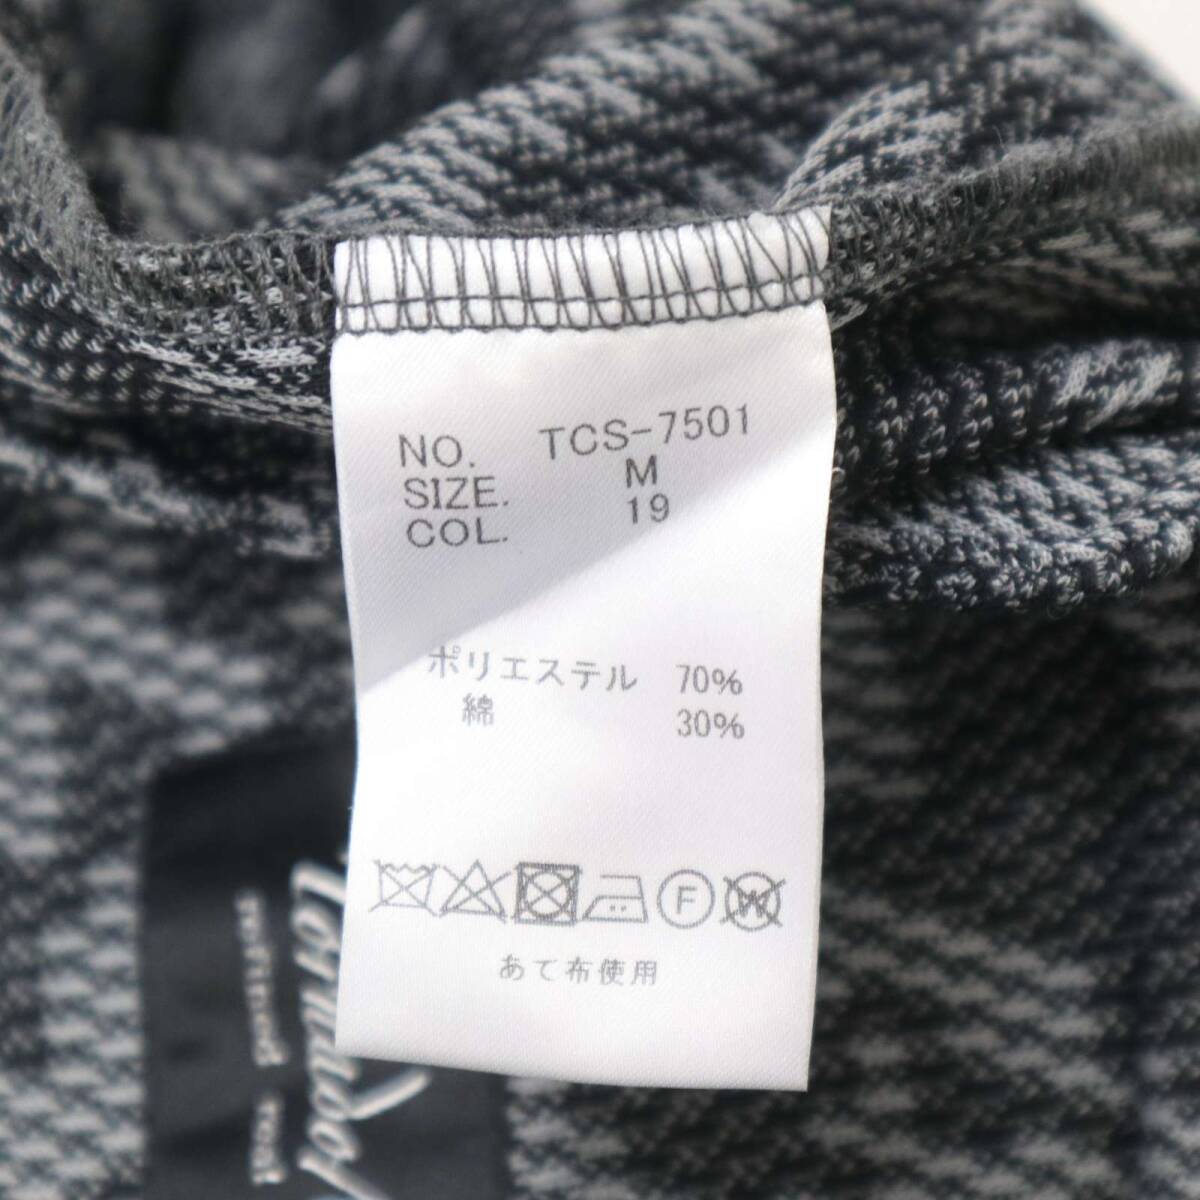 NO. TCS-7501
SIZE. M
COL. 19
ポリエステル 70%
綿 30%
F
W
あて布使用